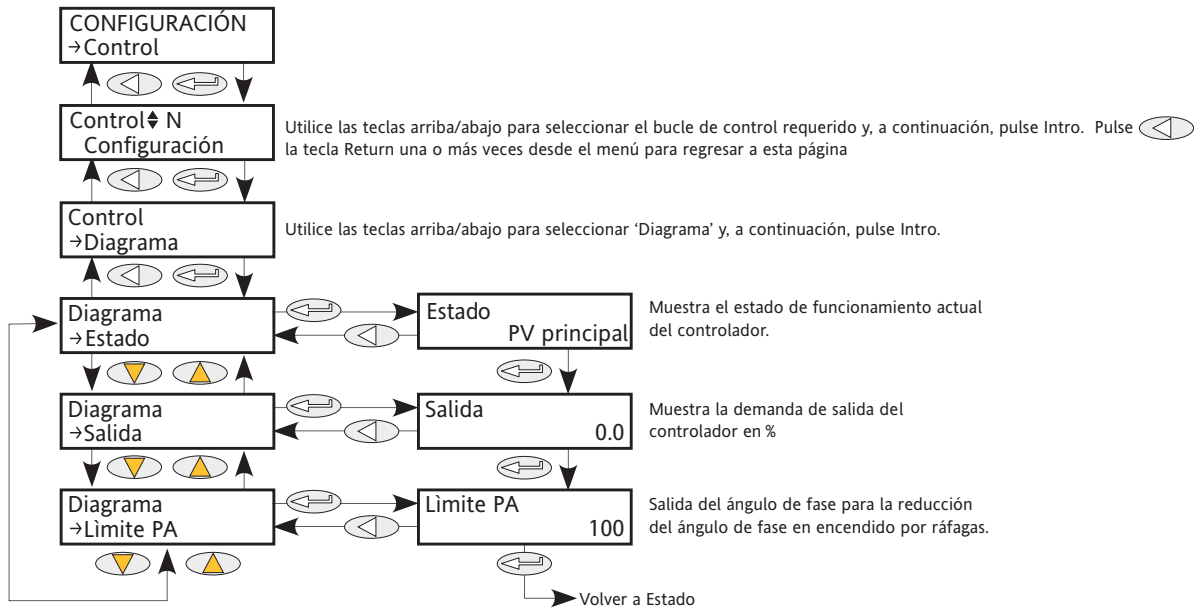 CONFIGURACIÓN
→Control
Control N
Configuración
Utilice las teclas arriba/abajo para seleccionar el bucle de control requerido y, a continuación, pulse Intro. Pulse
la tecla Return una o más veces desde el menú para regresar a esta página
Control
→Diagrama
Utilice las teclas arriba/abajo para seleccionar ‘Diagrama’ y, a continuación, pulse Intro.
Diagrama
→Estado
Estado
PV principal
Muestra el estado de funcionamiento actual
del controlador.
Diagrama
→Salida
Salida
0.0
Muestra la demanda de salida del
controlador en %
Diagrama
→Lìmite PA
Lìmite PA
100
Salida del ángulo de fase para la reducción
del ángulo de fase en encendido por ráfagas.
Volver a Estado